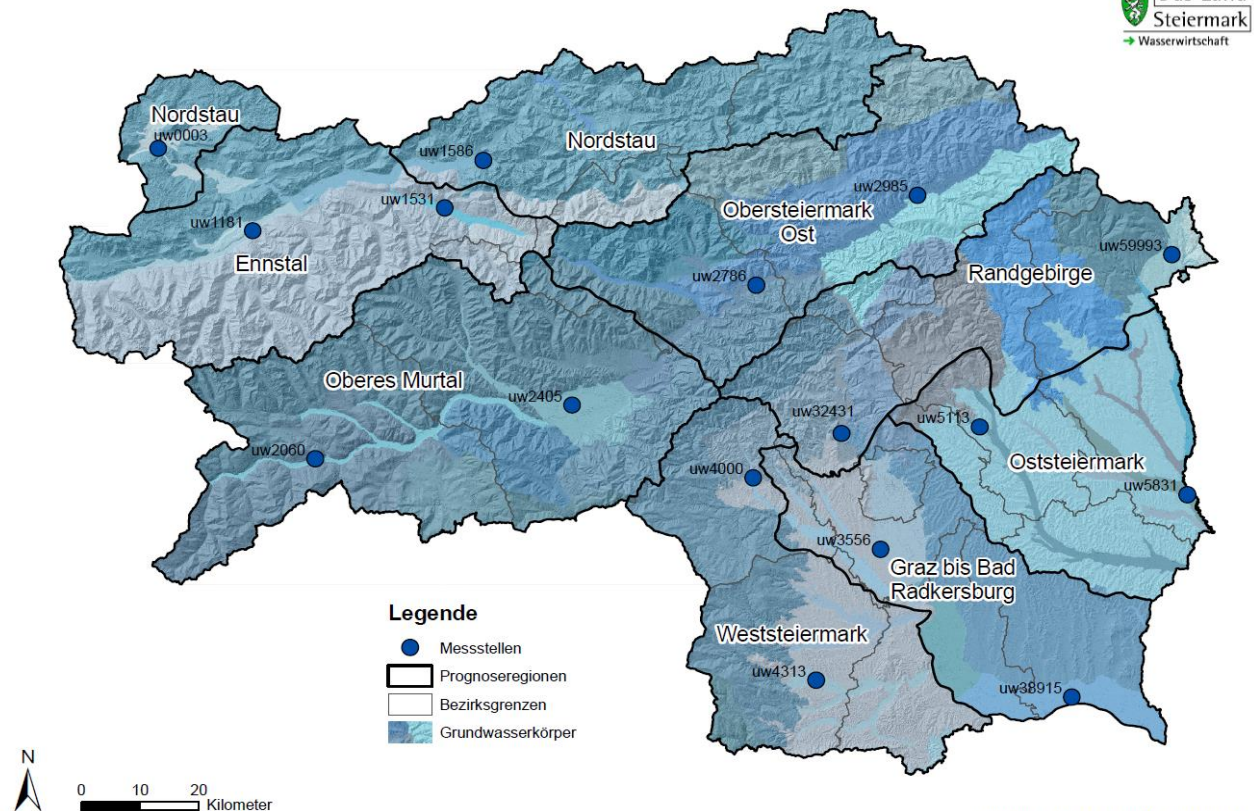 Steiermark
→ Wasserwirtschaft
Nordstau
uw0003
uw1586
Nordstau
uw1181
uw1531
Ennstal
uw2985
Obersteiermark
Ost
uw2786
uw59993
Randgebirge
Oberes Murtal
uw2405
uw2060
uw32431
uw5113
uw4000
Oststeiermark
uw5831
uw3556
Graz bis Bad
Radkersburg
Weststeiermark
uw4313
uw38915
Legende
Messstellen
Prognoseregionen
Bezirksgrenzen
Grundwasserkörper
N
0 10 20
Kilometer